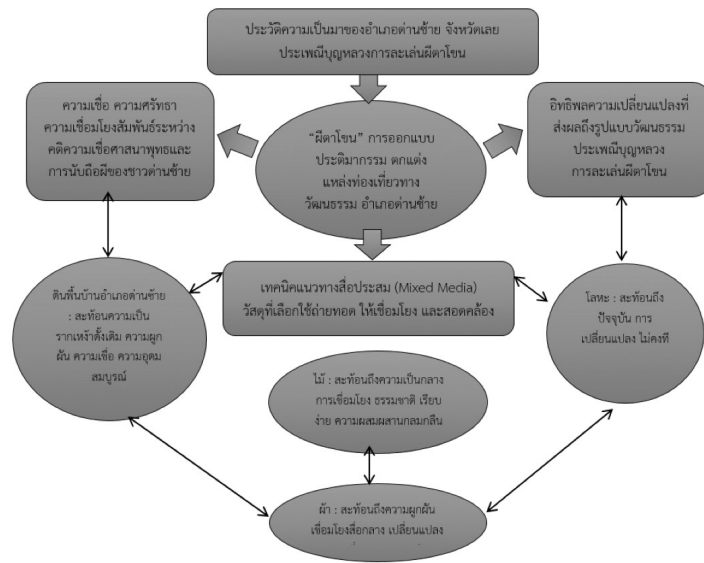 ประวัติความเป็นมาของอำเภอด่านซ้าย จังหวัดเลย
ประเพณีบุญหลวงการละเล่นผีตาโขน
ความเชื่อ ความศรัทธา
ความเชื่อมโยงสัมพันธ์ระหว่าง
คติความเชื่อศาสนาพุทธและ
การนับถือผีของชาวด่านซ้าย
“ผีตาโขน” การออกแบบ
ประติมากรรม ตกแต่ง
แหล่งท่องเที่ยวทาง
วัฒนธรรม อำเภอด่านซ้าย
อิทธิพลความเปลี่ยนแปลงที่
ส่งผลถึงรูปแบบวัฒนธรรม
ประเพณีบุญหลวง
การละเล่นผีตาโขน
ดินพื้นบ้านอำเภอด่านซ้าย
: สะท้อนความเป็น
รากเหง้าดั้งเดิม ความผูก
ผัน ความเชื่อ ความอุดม
สมบูรณ์
เทคนิคแนวทางสื่อประสม (Mixed Media)
วัสดุที่เลือกใช้ถ่ายทอด ให้เชื่อมโยง และสอดคล้อง
โลหะ : สะท้อนถึง
ปัจจุบัน การ
เปลี่ยนแปลง ไม่คงที
ไม้ : สะท้อนถึงความเป็นกลาง
การเชื่อมโยง ธรรมชาติ เรียบ
ง่าย ความผสมผสานกลมกลืน
ผ้า : สะท้อนถึงความผูกผัน
เชื่อมโยงสื่อกลาง เปลี่ยนแปลง